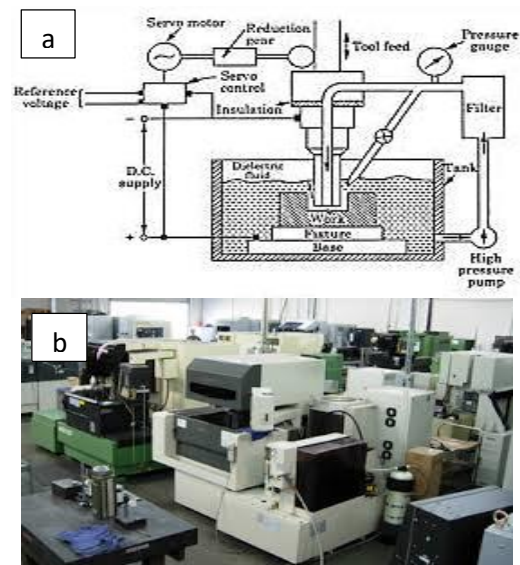 a
Servo motor
Reduction
gear
Tool feed
Pressure
gauge
Servo
control
Reference
voltage
Insulation
Filter
−
D.C.
supply
+
Dielectric
fluid
Tank
Work
Fixture
Base
High
pressure
pump
b